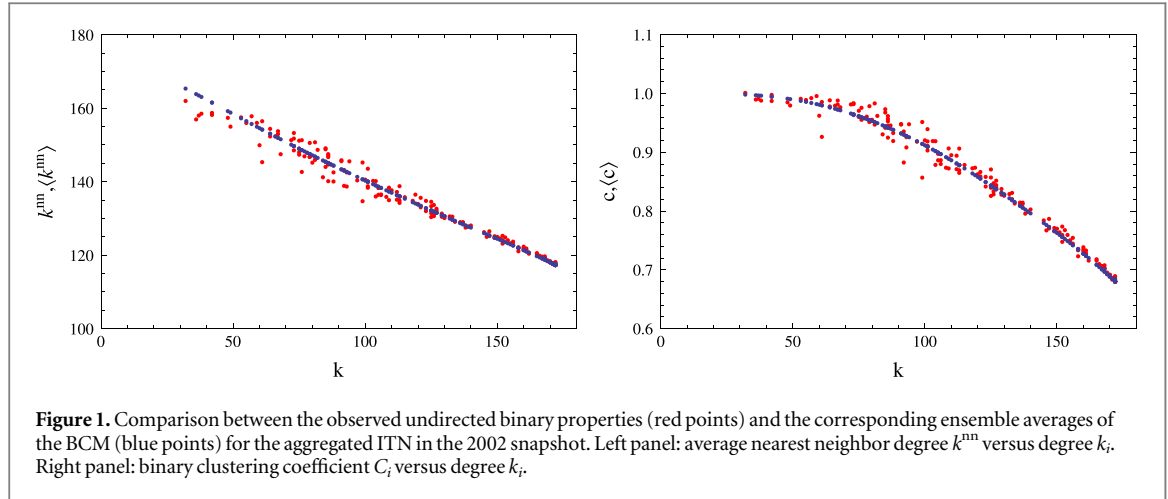 180
160
140
120
100
k^nn,⟨k^nn⟩
0
50
100
150
k
1.1
1.0
0.9
0.8
0.7
0.6
c,⟨c⟩
0
50
100
150
k
Figure 1. Comparison between the observed undirected binary properties (red points) and the corresponding ensemble averages of
the BCM (blue points) for the aggregated ITN in the 2002 snapshot. Left panel: average nearest neighbor degree k^nn versus degree k_i.
Right panel: binary clustering coefficient C_i versus degree k_i.